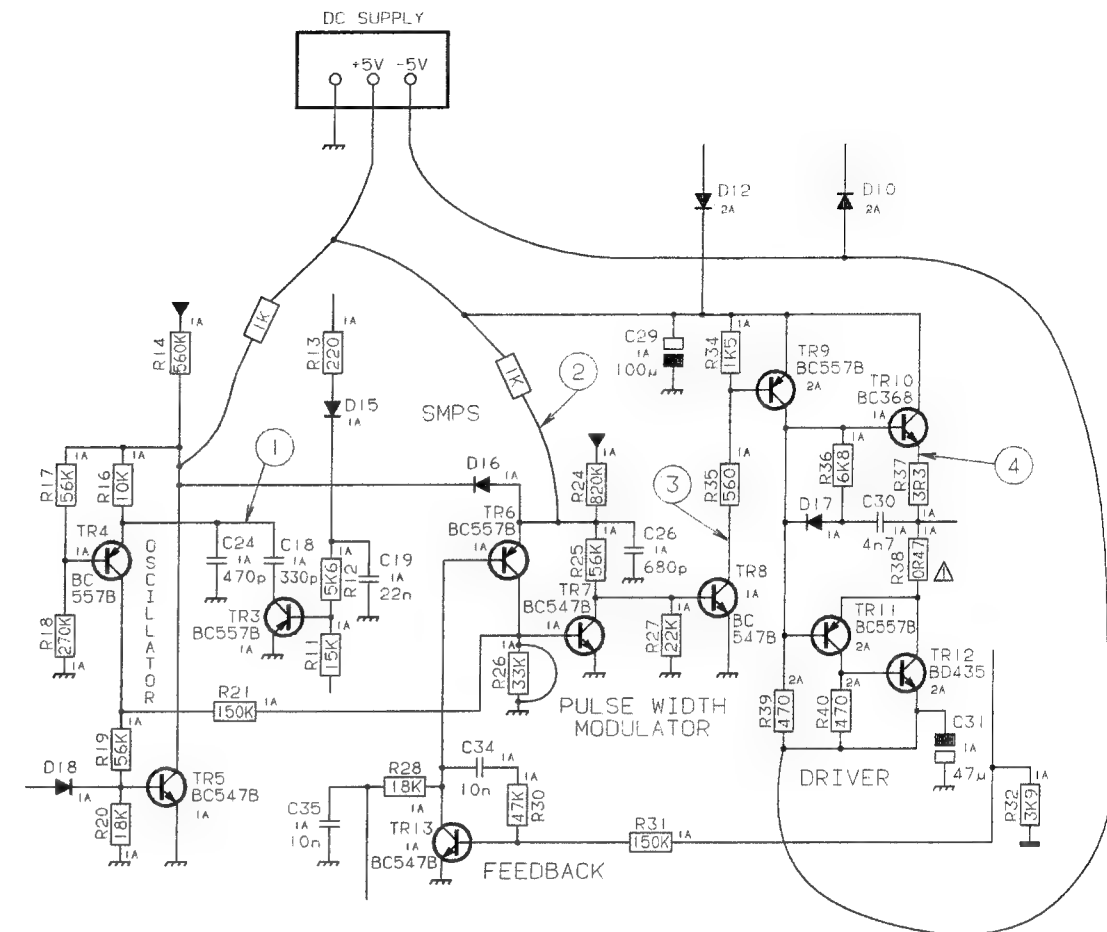 DC SUPPLY
+5V -5V
D12
2A
D10
2A
1K
1K
R14
560K
1A
R13
220
1A
D15
1A
SMPS
2
C29
1A
100µ
R34
1K5
1A
TR9
BC557B
2A
TR10
BC368
1A
R17
56K
1A
R16
10K
1A
1
D16
1A
R24
820K
1A
R35
560
1A
3
R36
6K8
1A
R37
3R3
1A
4
TR4
1A
BC
557B
OSCILLATOR
C24
1A
470p
C18
1A
330p
R12
5K6
1A
C19
1A
22n
TR6
BC557B
1A
R25
56K
1A
C26
1A
680p
D17
1A
C30
1A
4n7
R38
0R47
1A
TR3
BC557B
1A
R11
15K
1A
TR7
BC547B
1A
TR8
1A
BC
547B
TR11
BC557B
2A
TR12
BD435
2A
R18
270K
1A
R26
33K
1A
R27
22K
1A
R21
150K
1A
PULSE WIDTH
MODULATOR
R39
470
2A
R40
470
2A
C31
1A
47µ
R19
56K
1A
D18
1A
TR5
BC547B
1A
R20
18K
1A
R28
18K
1A
C34
10n
1A
R30
47K
C35
1A
10n
DRIVER
R32
3K9
1A
TR13
1A
BC547B
R31
150K
1A
FEEDBACK